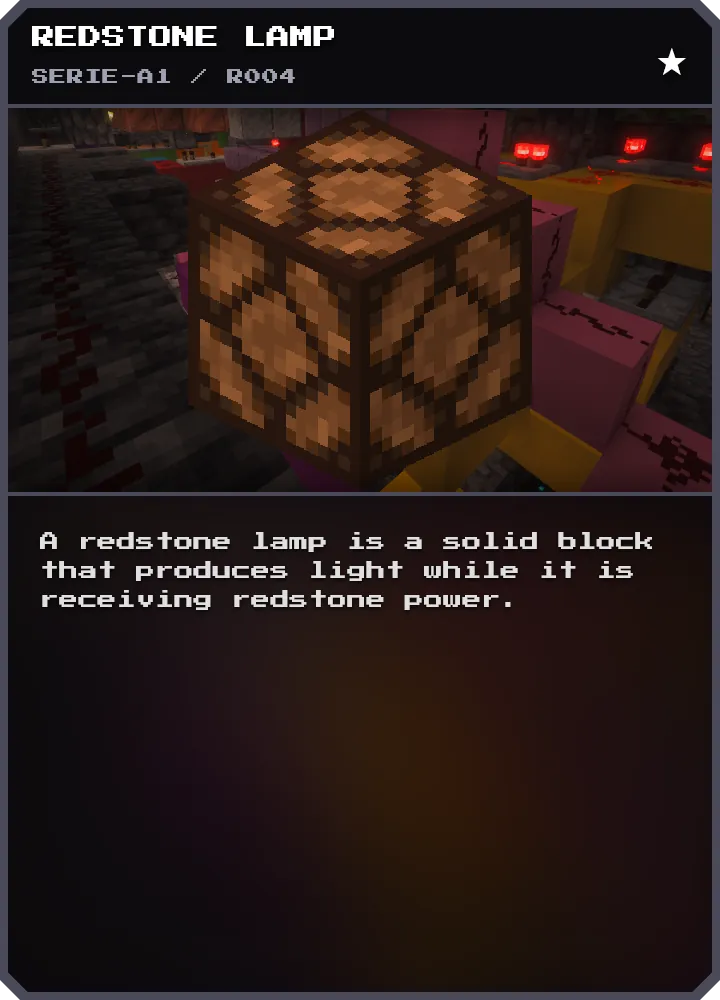 REDSTONE LAMP
SERIE-A1 / R004
A redstone lamp is a solid block
that produces light while it is
receiving redstone power.